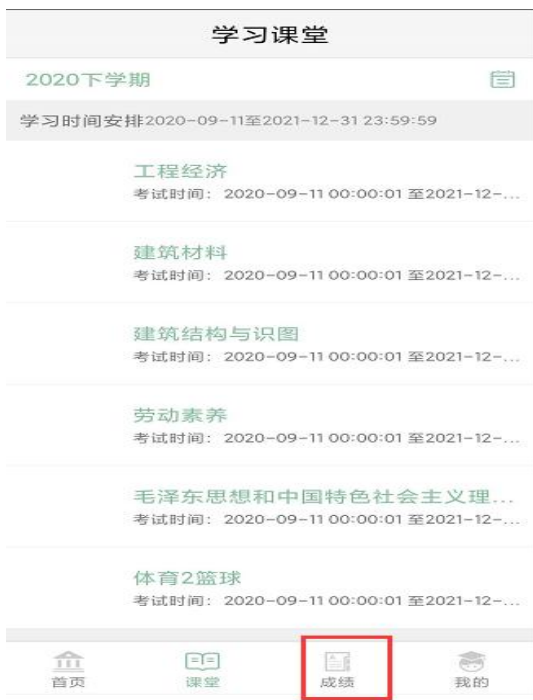 学习课堂
2020下学期
学习时间安排2020-09-11至2021-12-31 23:59:59
工程经济
考试时间：2020-09-11 00:00:01 至2021-12-...
建筑材料
考试时间：2020-09-11 00:00:01 至2021-12-...
建筑结构与识图
考试时间：2020-09-11 00:00:01 至2021-12-...
劳动素养
考试时间：2020-09-11 00:00:01 至2021-12-...
毛泽东思想和中国特色社会主义理...
考试时间：2020-09-11 00:00:01 至2021-12-...
体育2篮球
考试时间：2020-09-11 00:00:01 至2021-12-...
首页 课堂 成绩 我的